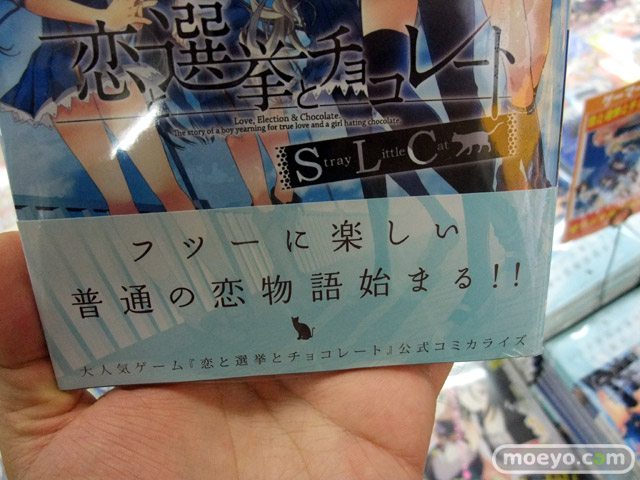 恋と選挙とチョコレート
Love, Election & Chocolate.
The story of a boy yearning for true love and a girl hating chocolate.
Stray Little Cat
フツーに楽しい
普通の恋物語始まる!!
大人気ゲーム『恋と選挙とチョコレート』公式コミカライズ
moeyo.com